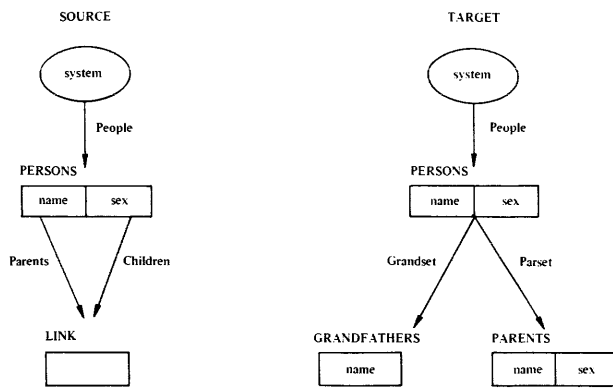 SOURCE
system
People
PERSONS
name sex
Parents Children
LINK
TARGET
system
People
PERSONS
name sex
Grandset Parset
GRANDFATHERS PARENTS
name name sex